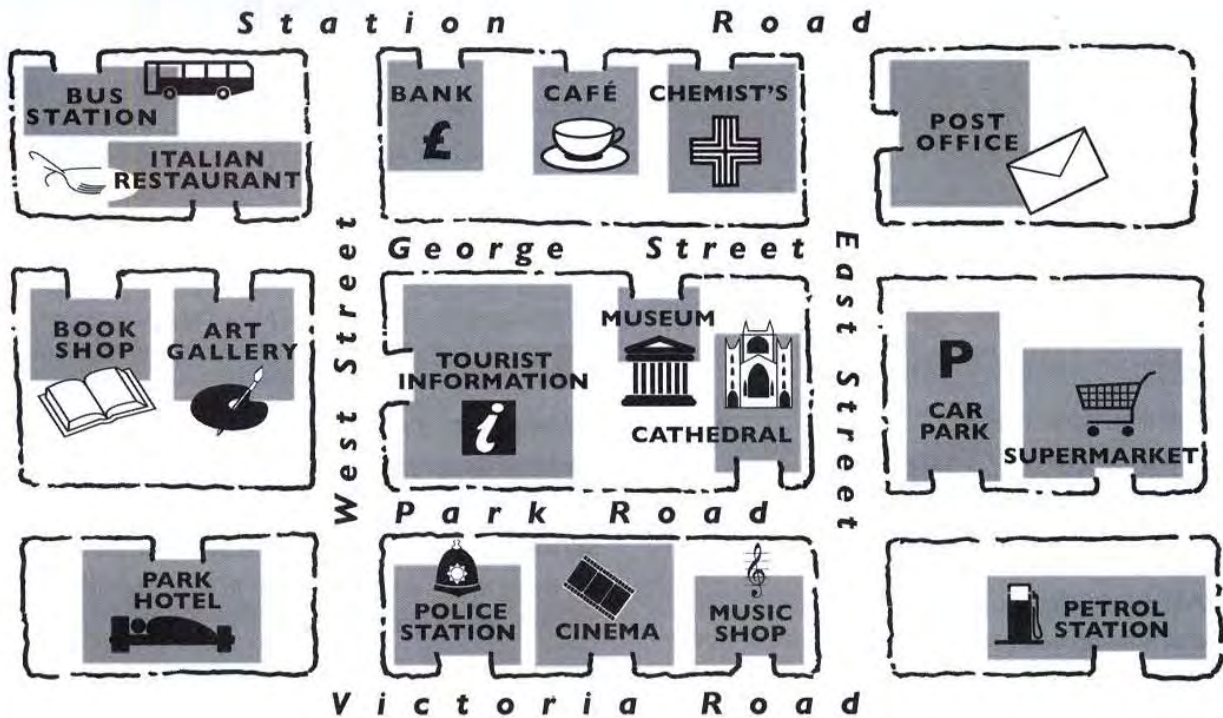 Station Road
BUS
STATION
ITALIAN
RESTAURANT
BANK
£
CAFÉ
CHEMIST'S
POST
OFFICE
West Street
George Street
East Street
BOOK
SHOP
ART
GALLERY
TOURIST
INFORMATION
i
MUSEUM
CATHEDRAL
P
CAR
PARK
SUPERMARKET
Park Road
PARK
HOTEL
POLICE
STATION
CINEMA
MUSIC
SHOP
PETROL
STATION
Victoria Road